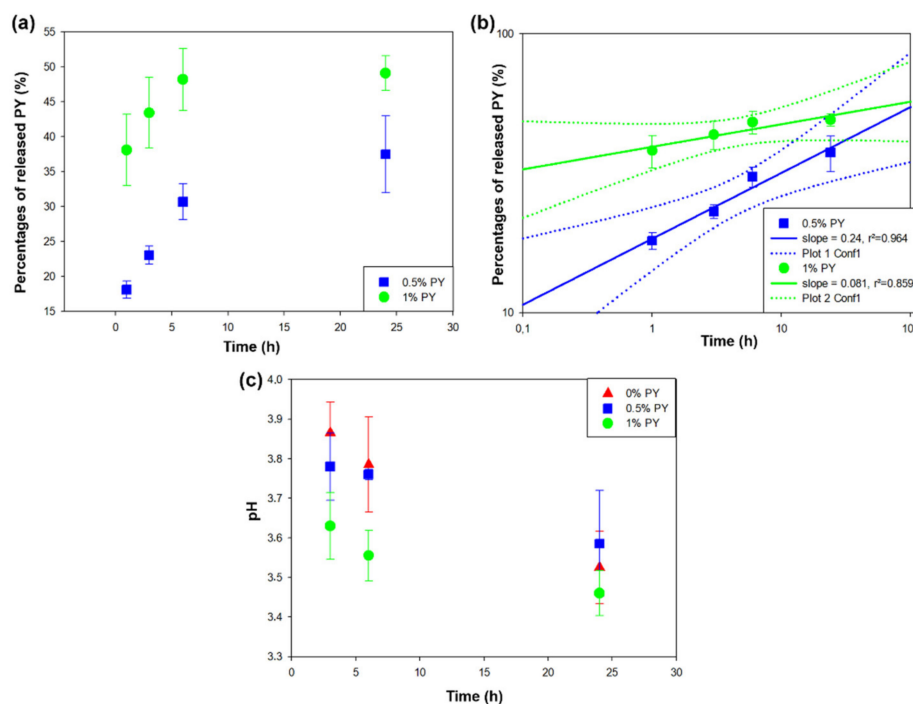 (a)
Percentages of released PY (%)
55
50
45
40
35
30
25
20
15
0 5 10 15 20 25 30
Time (h)
0.5% PY
1% PY
(b)
Percentages of released PY (%)
100
10
0,1 1 10 100
Time (h)
0.5% PY
slope = 0.24, r²=0.964
Plot 1 Conf1
1% PY
slope = 0.081, r²=0.859
Plot 2 Conf1
(c)
pH
4.0
3.9
3.8
3.7
3.6
3.5
3.4
3.3
0 5 10 15 20 25 30
Time (h)
0% PY
0.5% PY
1% PY